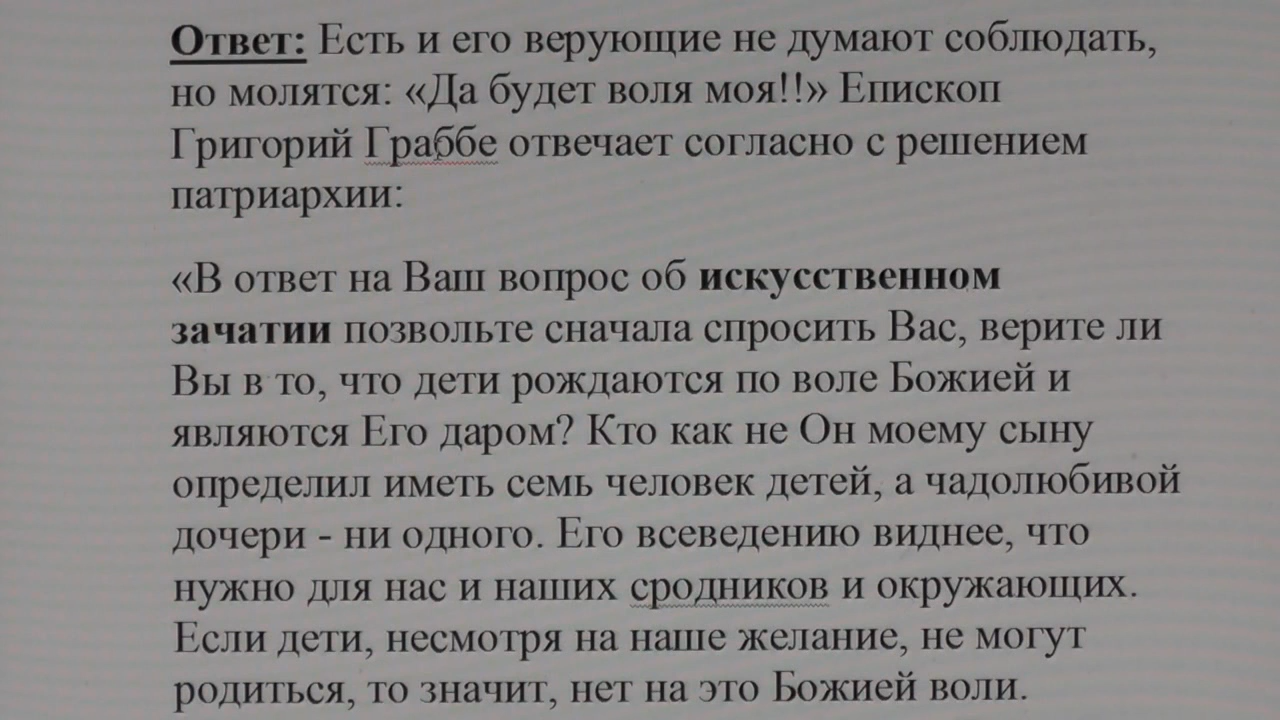 Ответ: Есть и его верующие не думают соблюдать,
но молятся: «Да будет воля моя!!» Епископ
Григорий Граббе отвечает согласно с решением
патриархии:
«В ответ на Ваш вопрос об искусственном
зачатии позвольте сначала спросить Вас, верите ли
Вы в то, что дети рождаются по воле Божией и
являются Его даром? Кто как не Он моему сыну
определил иметь семь человек детей, а чадолюбивой
дочери - ни одного. Его всеведению виднее, что
нужно для нас и наших сродников и окружающих.
Если дети, несмотря на наше желание, не могут
родиться, то значит, нет на это Божией воли.